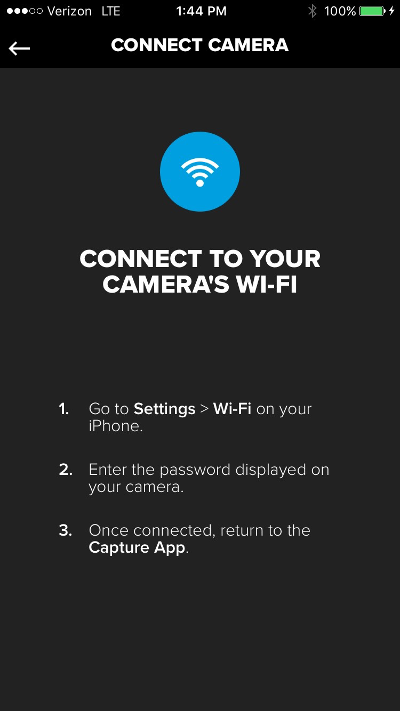 Verizon LTE 1:44 PM 100%
CONNECT CAMERA
CONNECT TO YOUR
CAMERA'S WI-FI
1. Go to Settings > Wi-Fi on your
iPhone.
2. Enter the password displayed on
your camera.
3. Once connected, return to the
Capture App.